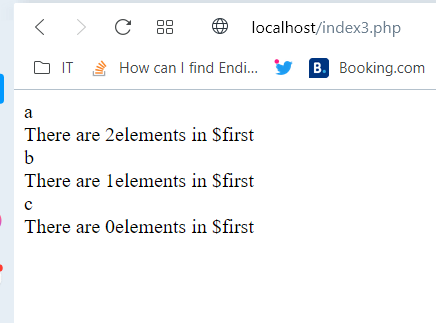 localhost/index3.php
IT How can I find Endi... B. Booking.com
a
There are 2elements in $first
b
There are 1elements in $first
c
There are 0elements in $first